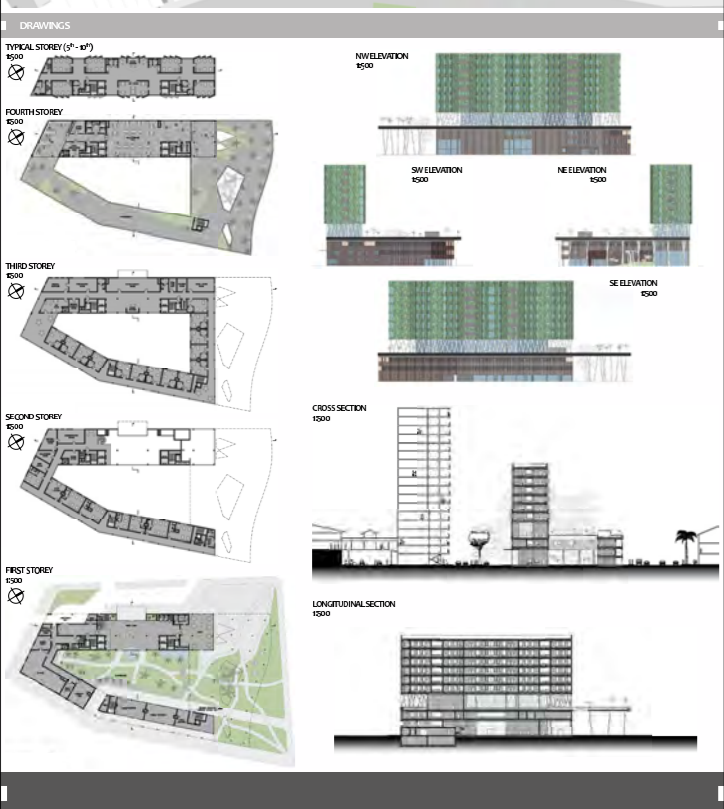 DRAWINGS
TYPICAL STOREY (5th - 10th)
1:500
FOURTH STOREY
1:500
THIRD STOREY
1:500
SECOND STOREY
1:500
FIRST STOREY
1:500
NW ELEVATION
1:500
SW ELEVATION
1:500
NE ELEVATION
1:500
SE ELEVATION
1:500
CROSS SECTION
1:500
LONGITUDINAL SECTION
1:500